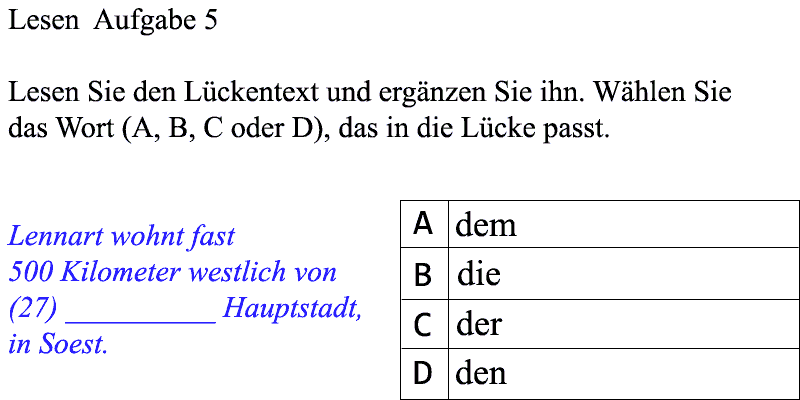 Lesen  Aufgabe 5
Lesen Sie den Lückentext und ergänzen Sie ihn. Wählen Sie
das Wort (A, B, C oder D), das in die Lücke passt.
Lennart wohnt fast
500 Kilometer westlich von
(27) __________ Hauptstadt,
in Soest.
A dem
B die
C der
D den